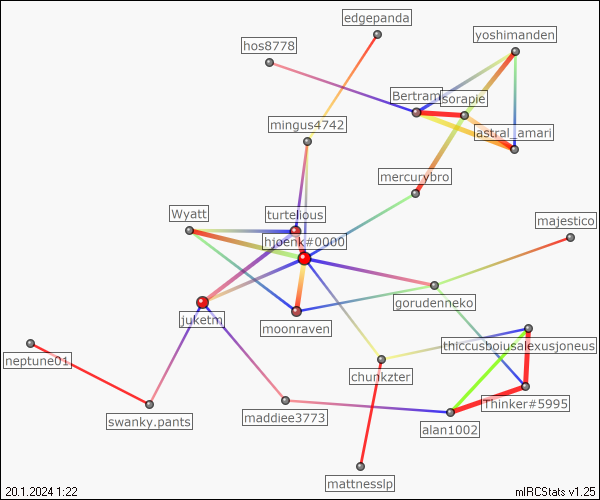 edgepanda
hos8778
yoshimanden
Bertram
sorapie
mingus4742
astral_amari
mercurybro
Wyatt
turtelious
majestico
hjøenk#0000
gorudenneko
juketm
moonraven
thiccusboiusalexusjoneus
neptune01
chunkzter
Thinker#5995
maddiee3773
swanky.pants
alan1002
mattnesslp
20.1.2024 1:22
mIRCStats v1.25